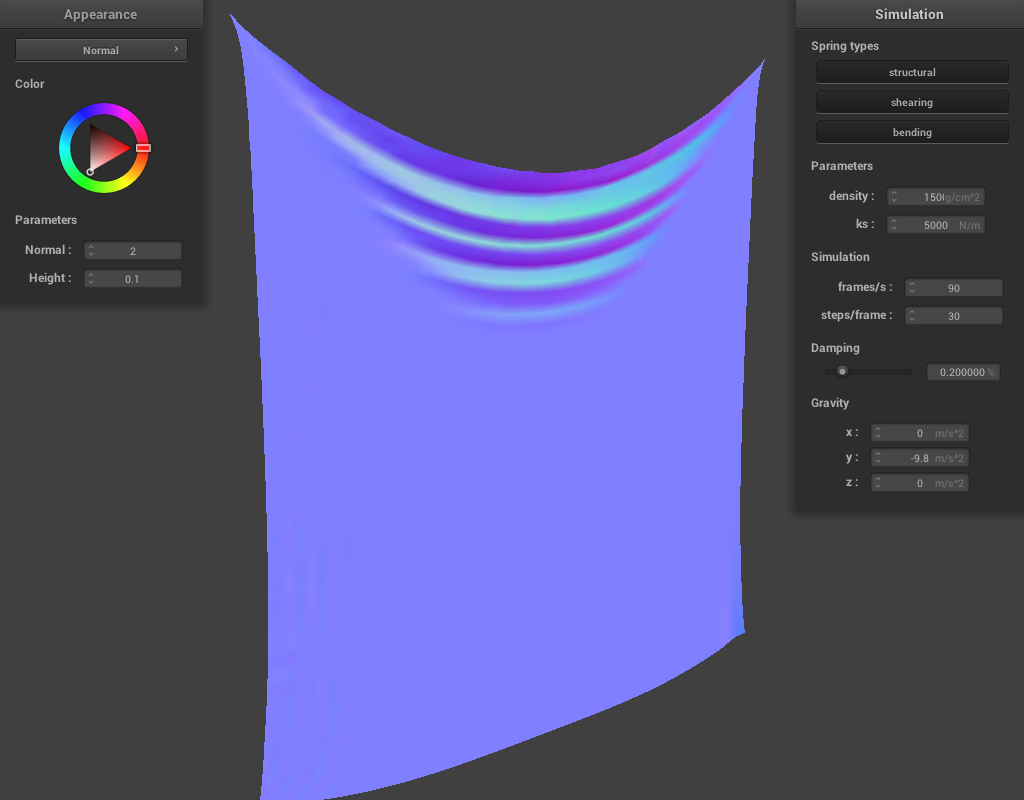 Appearance
Normal
Color
Parameters
Normal : 2
Height : 0.1
Simulation
Spring types
structural
shearing
bending
Parameters
density : 150 g/cm^2
ks : 5000 N/m
Simulation
frames/s : 90
steps/frame : 30
Damping
0.200000 %
Gravity
x : 0 m/s^2
y : -9.8 m/s^2
z : 0 m/s^2